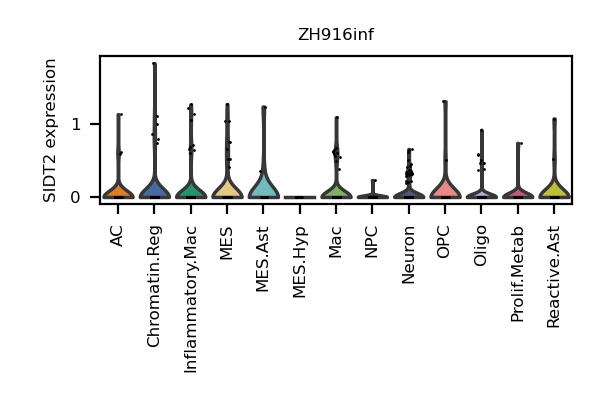 ZH916inf
SIDT2 expression
1
0
AC
Chromatin.Reg
Inflammatory.Mac
MES
MES.Ast
MES.Hyp
Mac
NPC
Neuron
OPC
Oligo
Prolif.Metab
Reactive.Ast